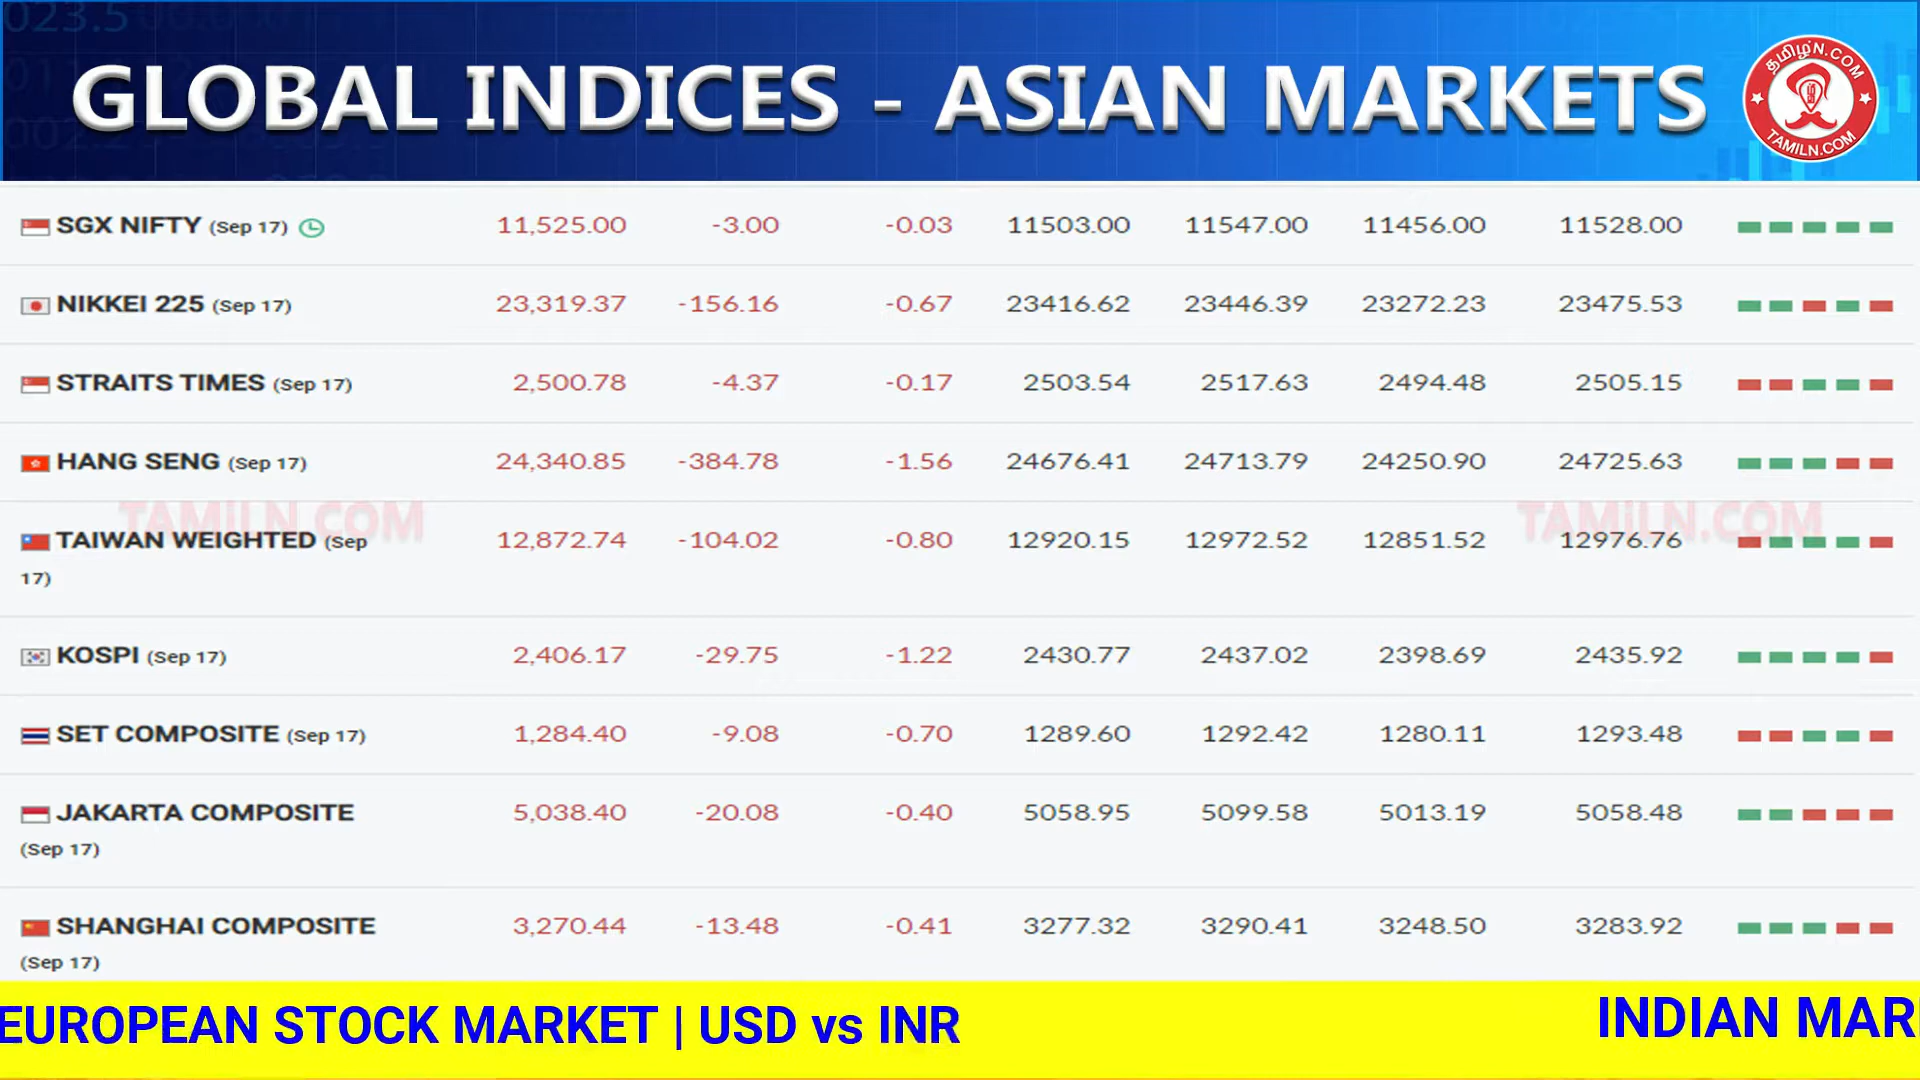 GLOBAL INDICES - ASIAN MARKETS
தமிழ்N.COM
TAMILN.COM
SGX NIFTY (Sep 17) 11,525.00 -3.00 -0.03 11503.00 11547.00 11456.00 11528.00
NIKKEI 225 (Sep 17) 23,319.37 -156.16 -0.67 23416.62 23446.39 23272.23 23475.53
STRAITS TIMES (Sep 17) 2,500.78 -4.37 -0.17 2503.54 2517.63 2494.48 2505.15
HANG SENG (Sep 17) 24,340.85 -384.78 -1.56 24676.41 24713.79 24250.90 24725.63
TAMILN.COM TAMILN.COM
TAIWAN WEIGHTED (Sep 12,872.74 -104.02 -0.80 12920.15 12972.52 12851.52 12976.76
17)
KOSPI (Sep 17) 2,406.17 -29.75 -1.22 2430.77 2437.02 2398.69 2435.92
SET COMPOSITE (Sep 17) 1,284.40 -9.08 -0.70 1289.60 1292.42 1280.11 1293.48
JAKARTA COMPOSITE 5,038.40 -20.08 -0.40 5058.95 5099.58 5013.19 5058.48
(Sep 17)
SHANGHAI COMPOSITE 3,270.44 -13.48 -0.41 3277.32 3290.41 3248.50 3283.92
(Sep 17)
EUROPEAN STOCK MARKET | USD vs INR INDIAN MAR